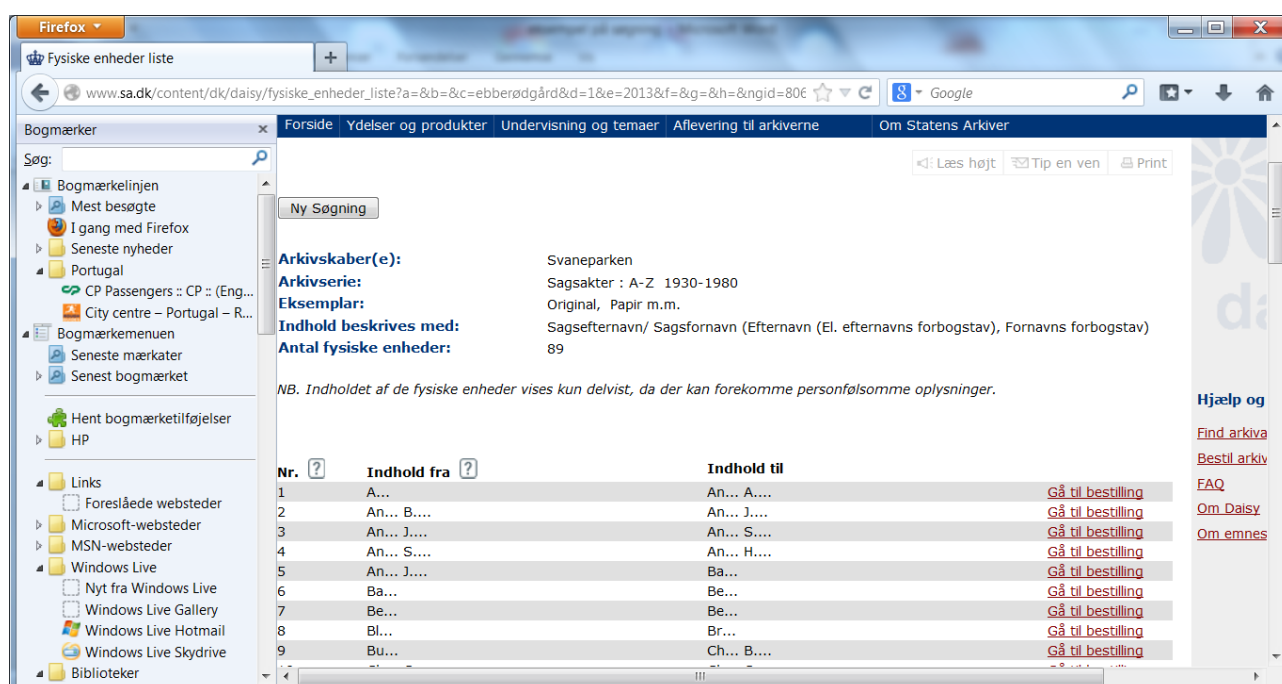 Firefox
Fysiske enheder liste
www.sa.dk/content/dk/daisy/fysiske_enheder_liste?a=&b=&c=ebberødgård&d=1&e=2013&f=&g=&h=&ngid=806
Google
Bogmærker
Søg:
Bogmærkelinjen
Mest besøgte
I gang med Firefox
Seneste nyheder
Portugal
CP Passengers :: CP :: (Eng...
City centre – Portugal – R...
Bogmærkemenuen
Seneste mærkater
Senest bogmærket
Hent bogmærketilføjelser
HP
Links
Foreslåede websteder
Microsoft-websteder
MSN-websteder
Windows Live
Nyt fra Windows Live
Windows Live Gallery
Windows Live Hotmail
Windows Live Skydrive
Biblioteker
Forside Ydelser og produkter Undervisning og temaer Aflevering til arkiverne Om Statens Arkiver
Læs højt Tip en ven Print
Ny Søgning
Arkivskaber(e): Svaneparken
Arkivserie: Sagsakter : A-Z 1930-1980
Eksemplar: Original, Papir m.m.
Indhold beskrives med: Sagsefternavn/ Sagsfornavn (Efternavn (El. efternavns forbogstav), Fornavns forbogstav)
Antal fysiske enheder: 89
NB. Indholdet af de fysiske enheder vises kun delvist, da der kan forekomme personfølsomme oplysninger.
Nr. ? Indhold fra ? Indhold til
1 A... An... A.... Gå til bestilling
2 An... B.... An... J.... Gå til bestilling
3 An... J.... An... S.... Gå til bestilling
4 An... S.... An... H.... Gå til bestilling
5 An... J.... Ba... Gå til bestilling
6 Ba... Be... Gå til bestilling
7 Be... Be... Gå til bestilling
8 Bl... Br... Gå til bestilling
9 Bu... Ch... B.... Gå til bestilling
da
Hjælp og
Find arkiva
Bestil arkiv
FAQ
Om Daisy
Om emnes